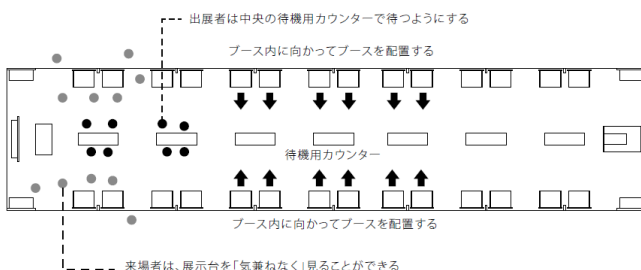 出展者は中央の待機用カウンターで待つようにする
ブース内に向かってブースを配置する
待機用カウンター
ブース内に向かってブースを配置する
来場者は、展示台を「気兼ねなく」見ることができる